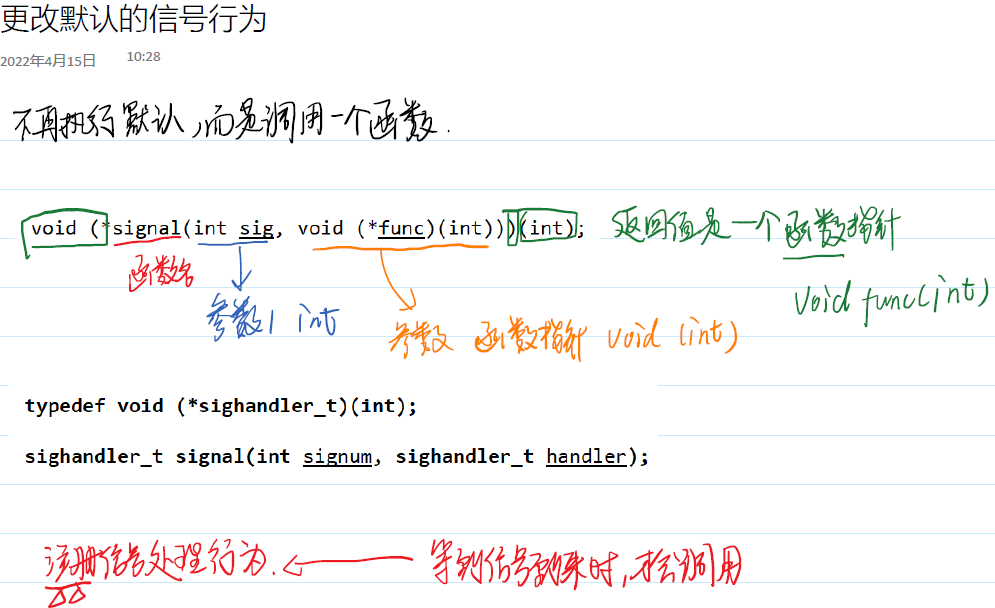 更改默认的信号行为
2022年4月15日 10:28
不再执行默认,而是调用一个函数.
void (*signal(int sig, void (*func)(int)))(int); 返回值是一个函数指针
函数名
void func(int)
参数1 int
参数 函数指针 void (int)
typedef void (*sighandler_t)(int);
sighandler_t signal(int signum, sighandler_t handler);
注册信号处理行为. 等到信号到来时,才会调用